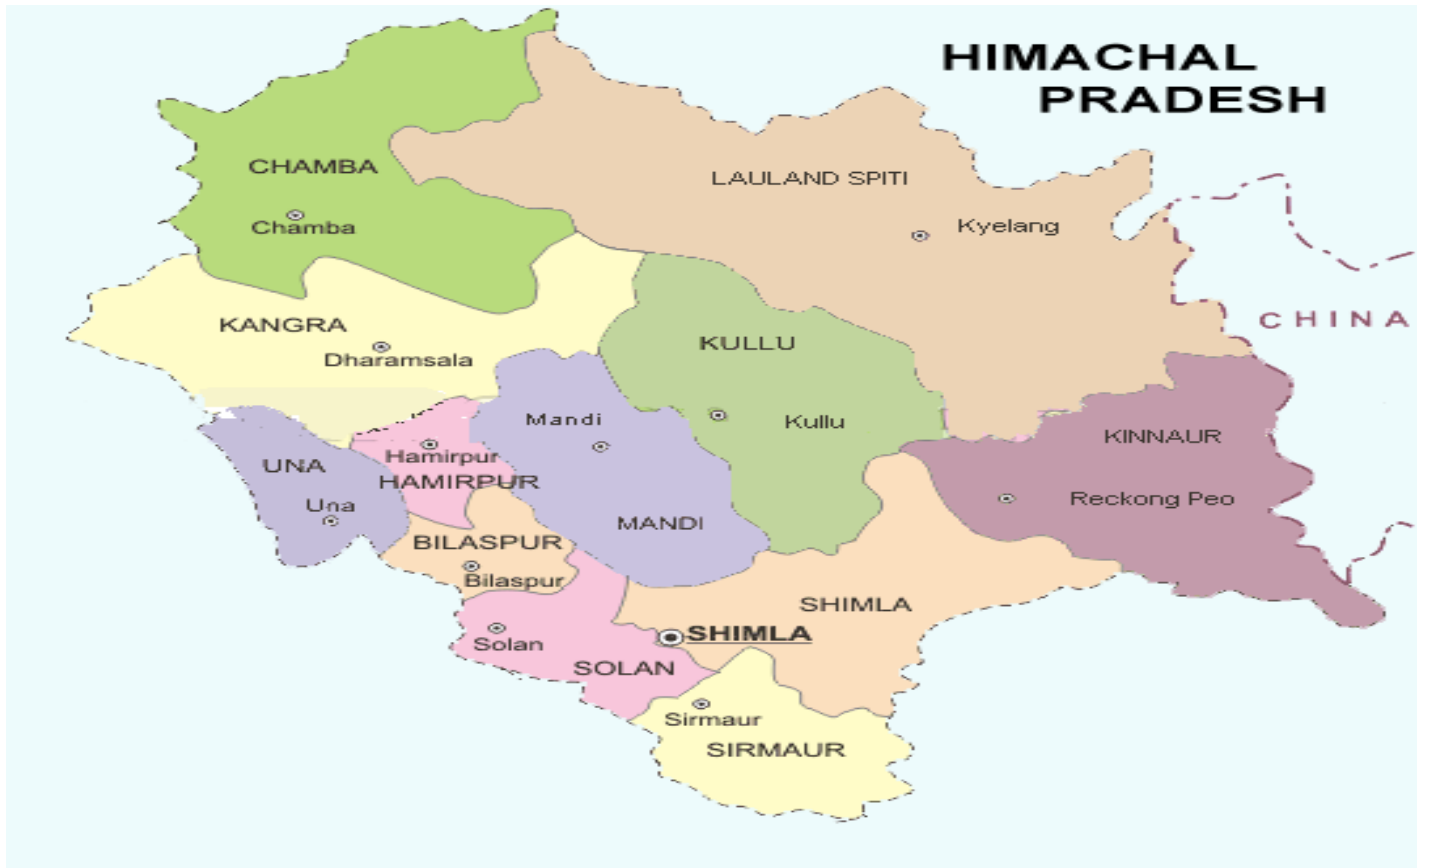 HIMACHAL
PRADESH
CHAMBA
Chamba
LAULAND SPITI
Kyelang
CHINA
KANGRA
Dharamsala
KULLU
Kullu
Mandi
MANDI
KINNAUR
Reckong Peo
UNA
Una
Hamirpur
HAMIRPUR
BILASPUR
Bilaspur
SHIMLA
SHIMLA
Solan
SOLAN
Sirmaur
SIRMAUR